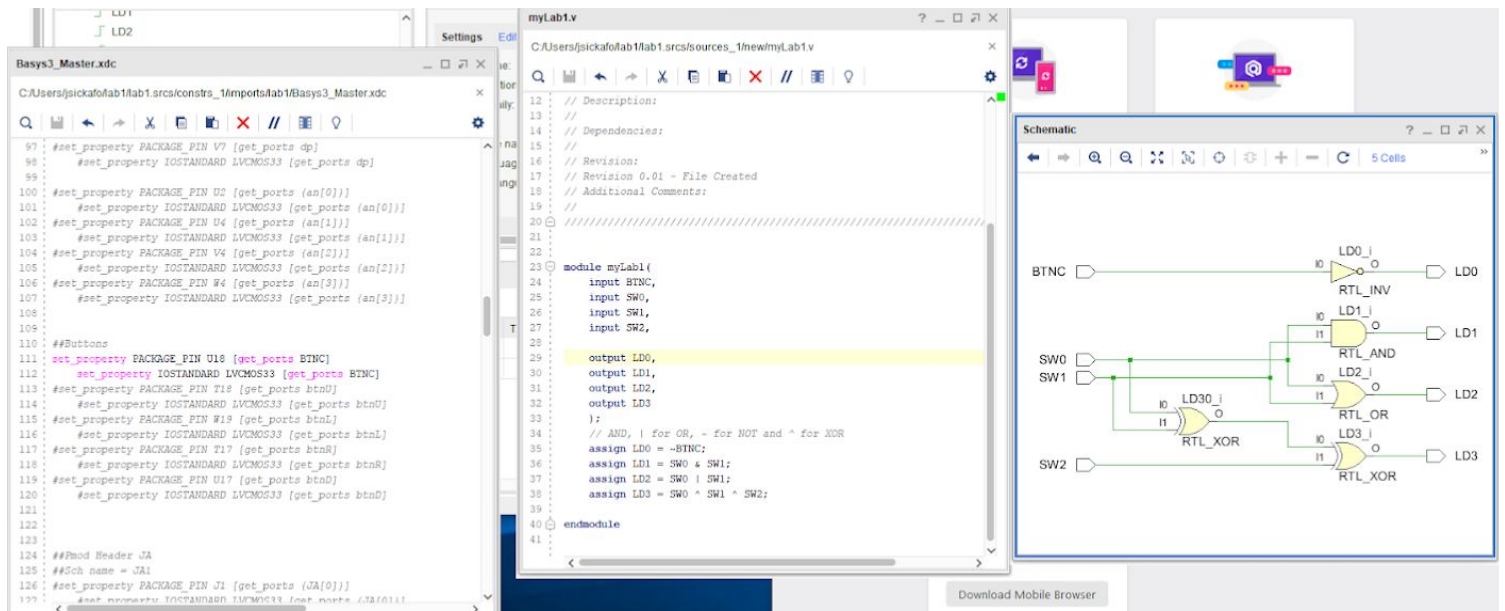 LD1
LD2
Settings
Basys3_Master.xdc
C:/Users/jsickafo/lab1/lab1.srcs/constrs_1/imports/lab1/Basys3_Master.xdc
97 #set_property PACKAGE_PIN V7 [get_ports dp]
98 #set_property IOSTANDARD LVCMOS33 [get_ports dp]
99
100 #set_property PACKAGE_PIN U2 [get_ports {an[0]}]
101 #set_property IOSTANDARD LVCMOS33 [get_ports {an[0]}]
102 #set_property PACKAGE_PIN U4 [get_ports {an[1]}]
103 #set_property IOSTANDARD LVCMOS33 [get_ports {an[1]}]
104 #set_property PACKAGE_PIN V4 [get_ports {an[2]}]
105 #set_property IOSTANDARD LVCMOS33 [get_ports {an[2]}]
106 #set_property PACKAGE_PIN W4 [get_ports {an[3]}]
107 #set_property IOSTANDARD LVCMOS33 [get_ports {an[3]}]
108
109
110 ##Buttons
111 set_property PACKAGE_PIN U18 [get_ports BTNC]
112 set_property IOSTANDARD LVCMOS33 [get_ports BTNC]
113 #set_property PACKAGE_PIN T18 [get_ports btnU]
114 #set_property IOSTANDARD LVCMOS33 [get_ports btnU]
115 #set_property PACKAGE_PIN W19 [get_ports btnL]
116 #set_property IOSTANDARD LVCMOS33 [get_ports btnL]
117 #set_property PACKAGE_PIN T17 [get_ports btnR]
118 #set_property IOSTANDARD LVCMOS33 [get_ports btnR]
119 #set_property PACKAGE_PIN U17 [get_ports btnD]
120 #set_property IOSTANDARD LVCMOS33 [get_ports btnD]
121
122
123
124 ##Pmod Header JA
125 ##Sch name = JA1
126 #set_property PACKAGE_PIN J1 [get_ports {JA[0]}]
127 #set_property IOSTANDARD LVCMOS33 [get_ports {JA[0]}]
myLab1.v
C:/Users/jsickafo/lab1/lab1.srcs/sources_1/new/myLab1.v
12 // Description:
13 //
14 // Dependencies:
15 //
16 // Revision:
17 // Revision 0.01 - File Created
18 // Additional Comments:
19 //
20 //////////////////////////////////////////////////////////////////////////////////
21
22
23 module myLab1(
24 input BTNC,
25 input SW0,
26 input SW1,
27 input SW2,
28
29 output LD0,
30 output LD1,
31 output LD2,
32 output LD3
33 );
34 // AND, | for OR, ~ for NOT and ^ for XOR
35 assign LD0 = ~BTNC;
36 assign LD1 = SW0 & SW1;
37 assign LD2 = SW0 | SW1;
38 assign LD3 = SW0 ^ SW1 ^ SW2;
39
40 endmodule
41
Schematic
5 Cells
LD0_i
BTNC I0 O LD0
RTL_INV
LD1_i
I0 O
I1 LD1
RTL_AND
SW0
SW1
LD2_i
I0 O
I1 LD2
RTL_OR
LD30_i
I0 O
I1
RTL_XOR
LD3_i
I0 O
I1 LD3
SW2
RTL_XOR
Download Mobile Browser